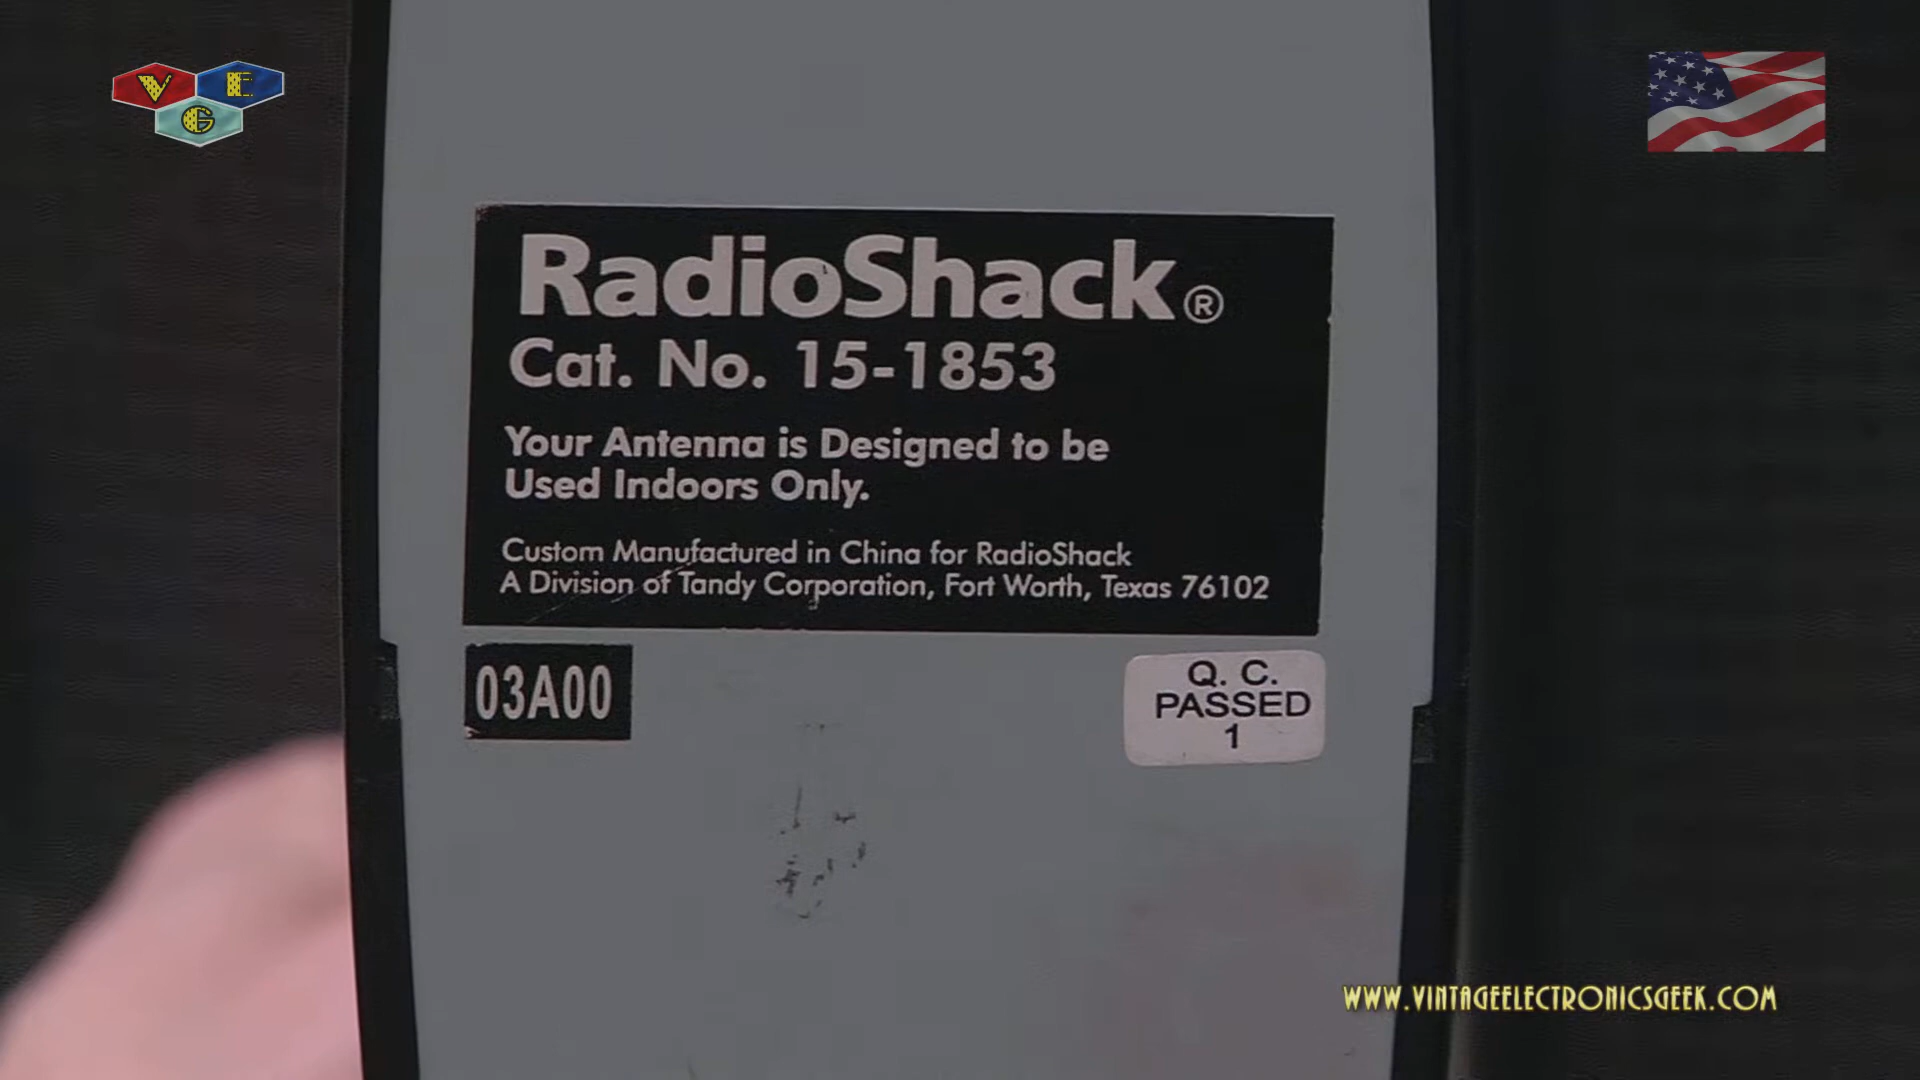 V E
G
RadioShack®
Cat. No. 15-1853
Your Antenna is Designed to be
Used Indoors Only.
Custom Manufactured in China for RadioShack
A Division of Tandy Corporation, Fort Worth, Texas 76102
03A00
Q. C.
PASSED
1
WWW.VINTAGEELECTRONICSGEEK.COM